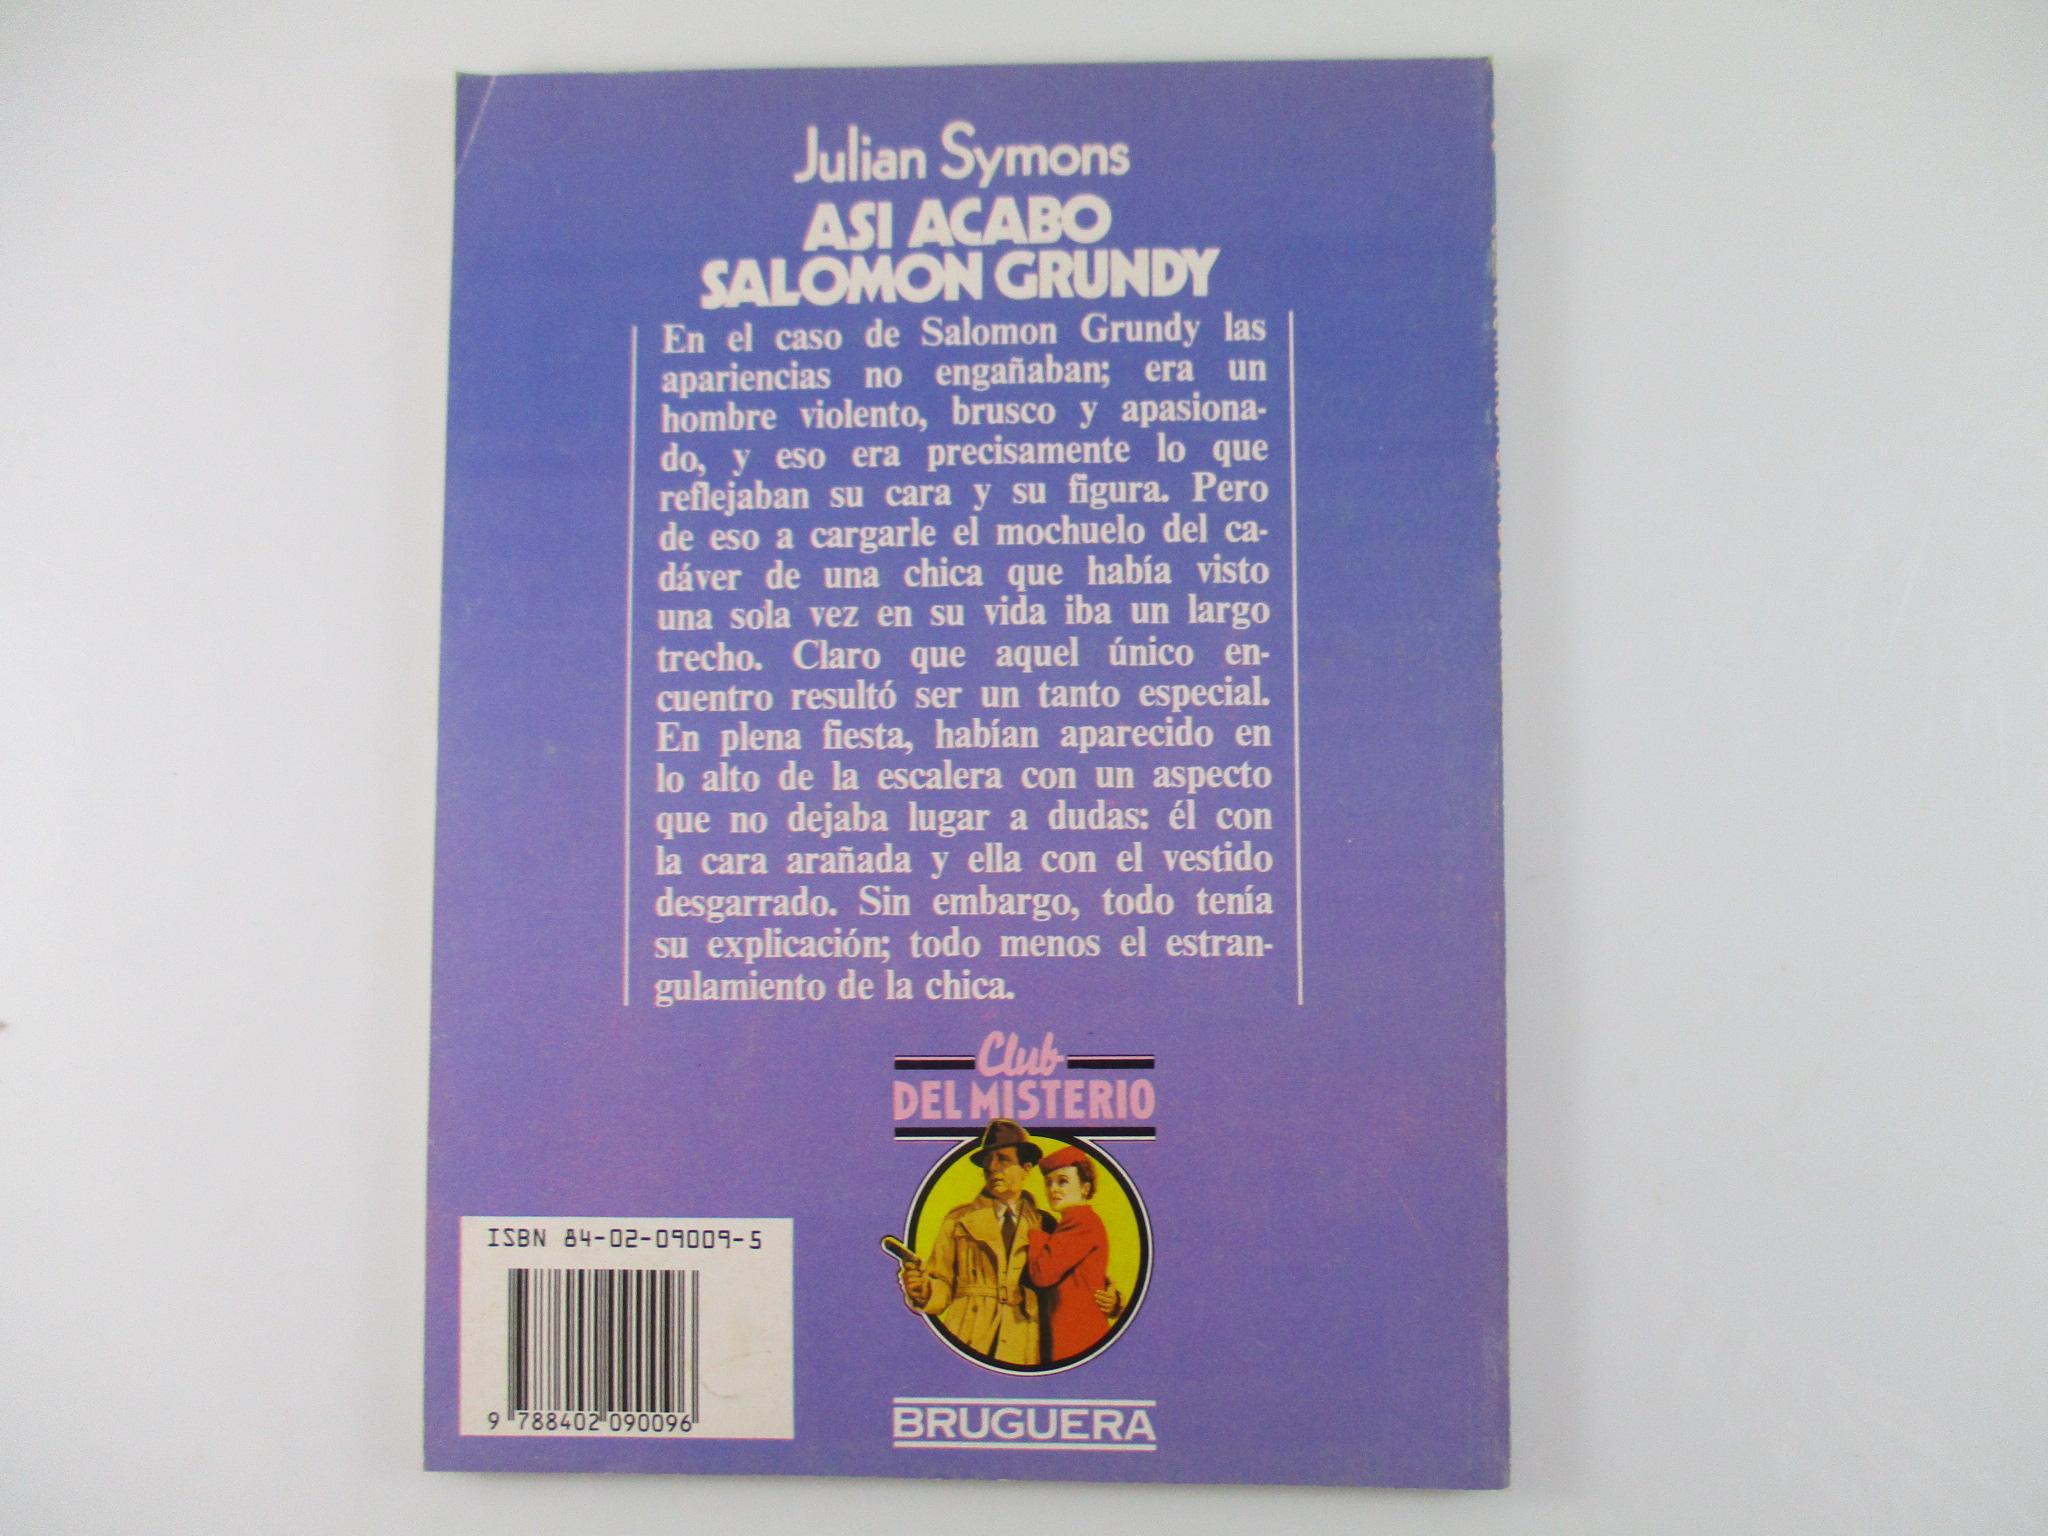 Julian Symons
ASI ACABO
SALOMON GRUNDY
En el caso de Salomon Grundy las
apariencias no engañaban; era un
hombre violento, brusco y apasiona-
do, y eso era precisamente lo que
reflejaban su cara y su figura. Pero
de eso a cargarle el mochuelo del ca-
dáver de una chica que había visto
una sola vez en su vida iba un largo
trecho. Claro que aquel único en-
cuentro resultó ser un tanto especial.
En plena fiesta, habían aparecido en
lo alto de la escalera con un aspecto
que no dejaba lugar a dudas: él con
la cara arañada y ella con el vestido
desgarrado. Sin embargo, todo tenía
su explicación; todo menos el estran-
gulamiento de la chica.
Club
DEL MISTERIO
ISBN 84-02-09009-5
9 788402 090096
BRUGUERA